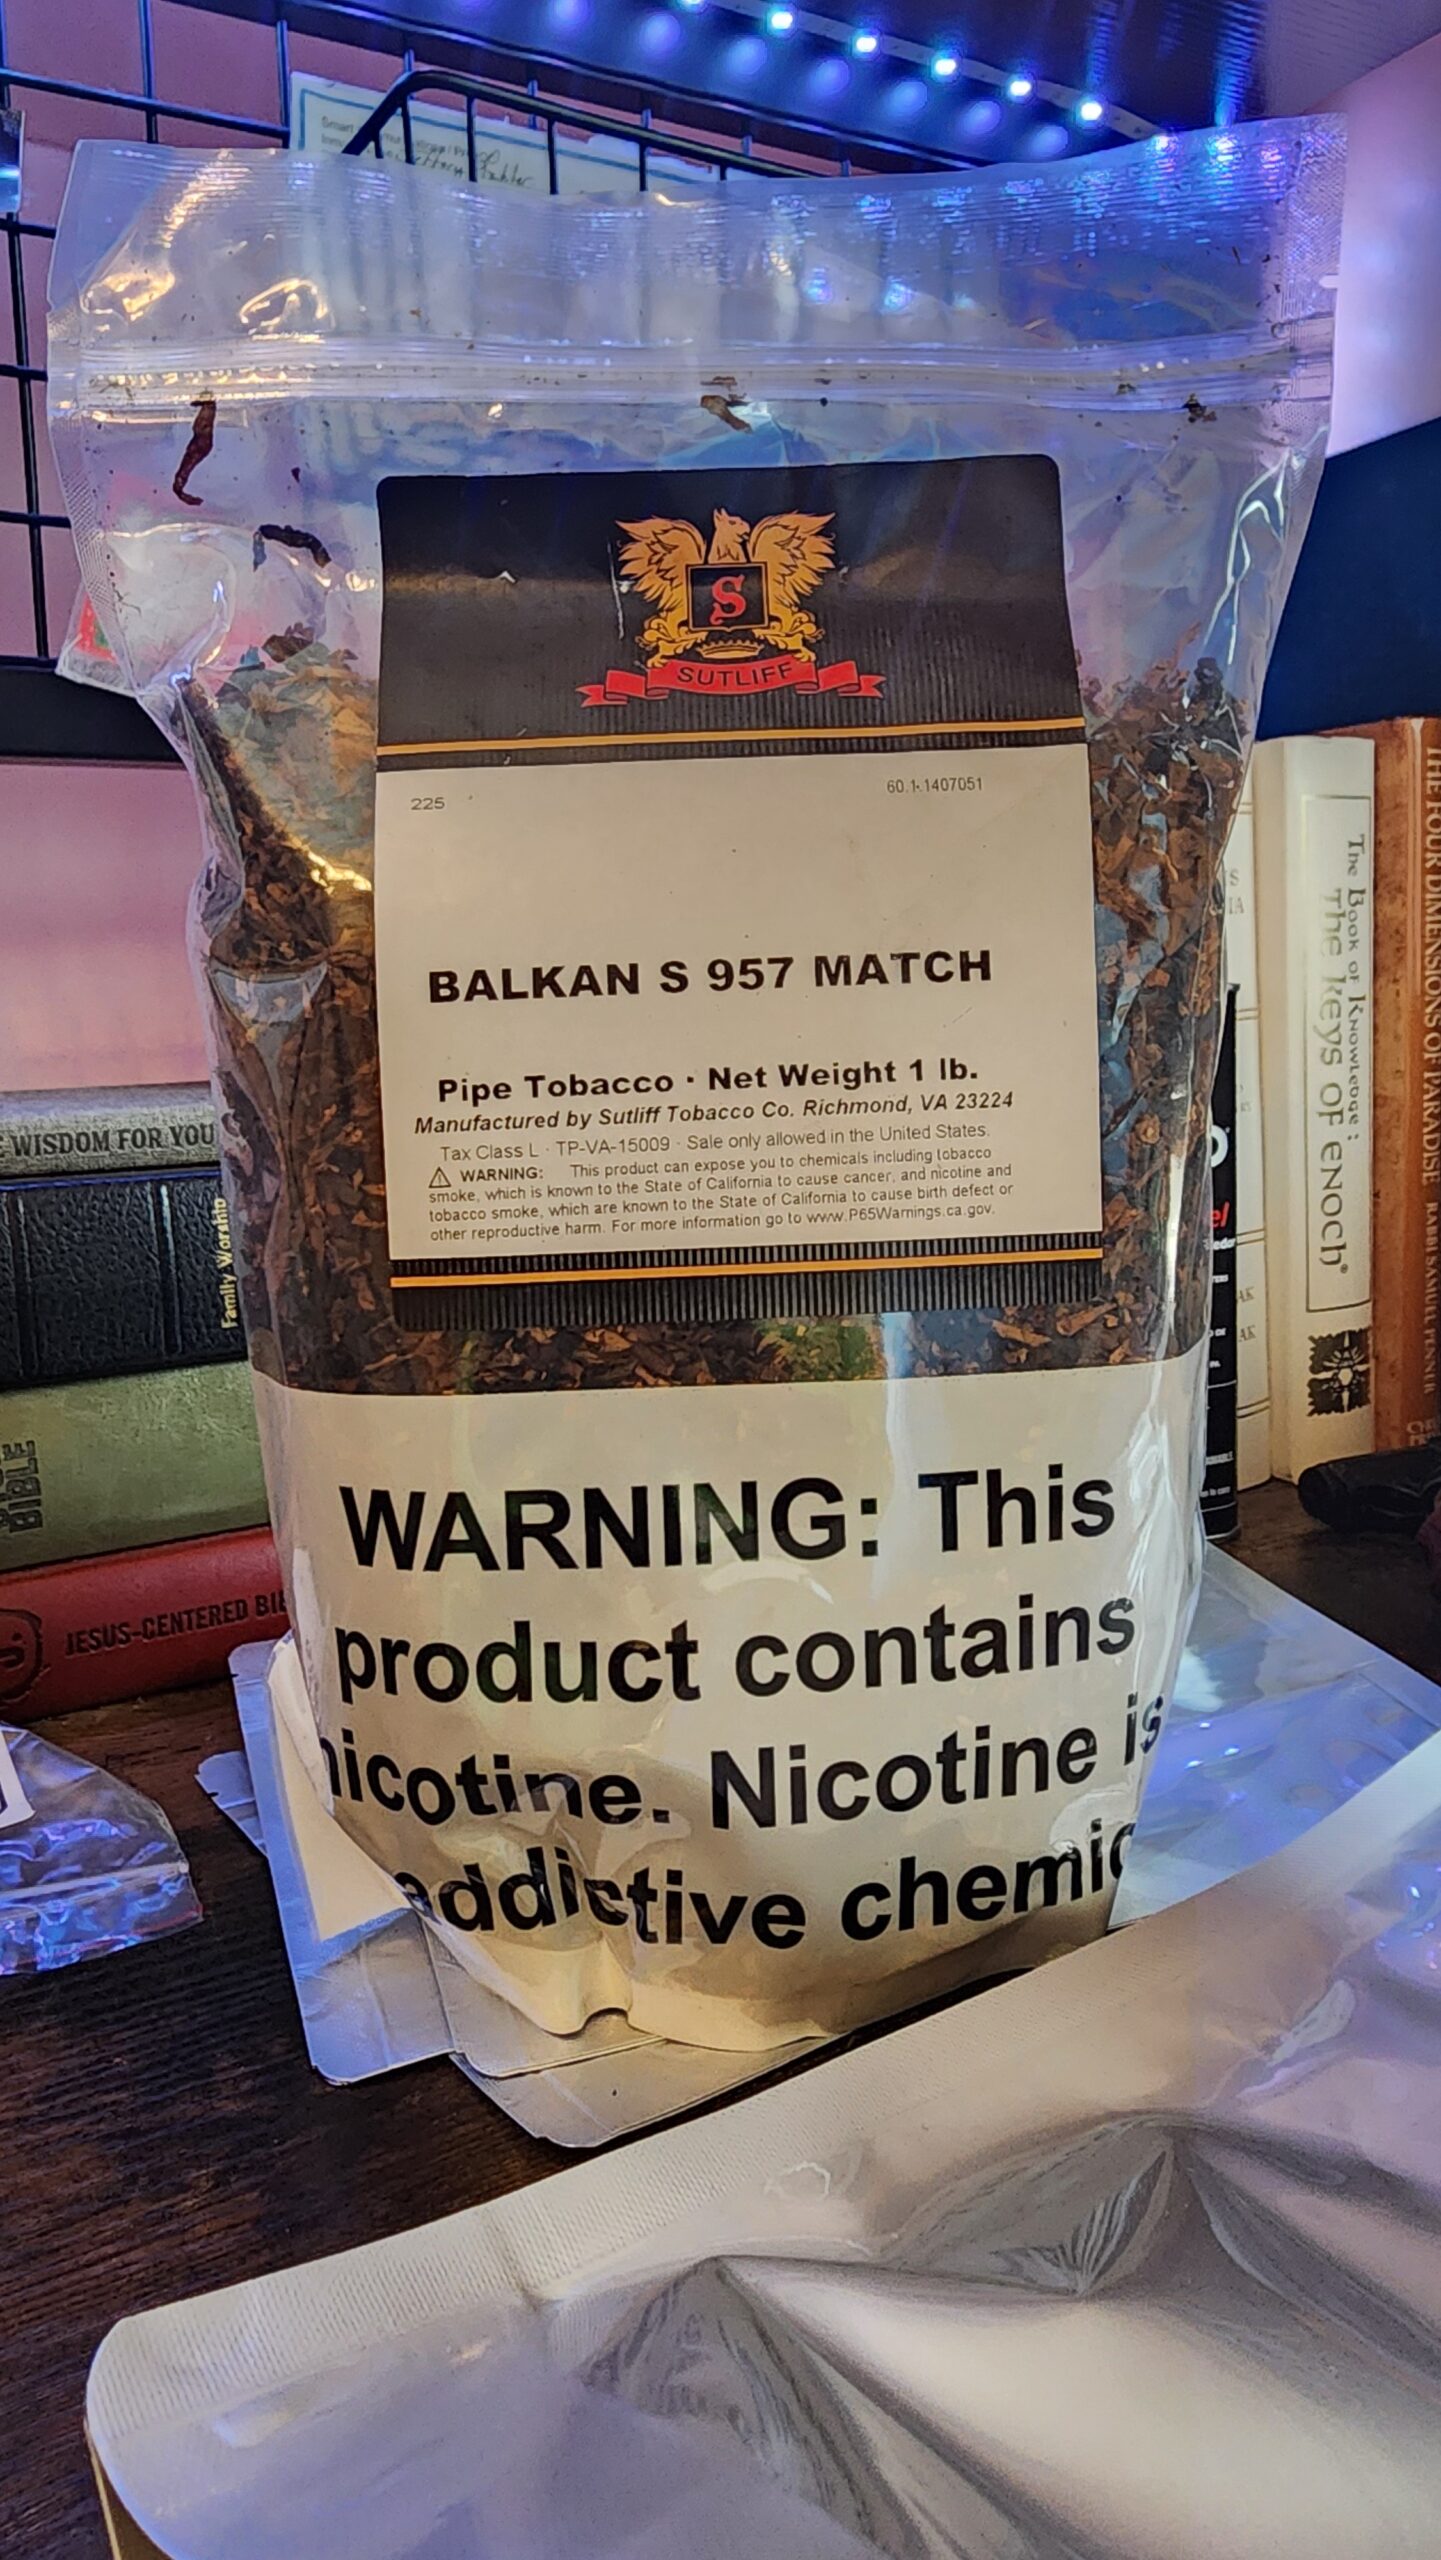 S
SUTLIFF
225
60.1.1407051
BALKAN S 957 MATCH
Pipe Tobacco · Net Weight 1 lb.
Manufactured by Sutliff Tobacco Co. Richmond, VA 23224
Tax Class L · TP-VA-15009 · Sale only allowed in the United States.
⚠ WARNING: This product can expose you to chemicals including tobacco
smoke, which is known to the State of California to cause cancer, and nicotine and
tobacco smoke, which are known to the State of California to cause birth defect or
other reproductive harm. For more information go to www.P65Warnings.ca.gov.
WARNING: This
product contains
nicotine. Nicotine is
addictive chemic
WISDOM FOR YOU
Family Worship
BIBLE
JESUS-CENTERED BI
The Book of Knowledge:
The Keys of Enoch®
THE FOUR DIMENSIONS OF PARADISE
RABBI SAMUEL